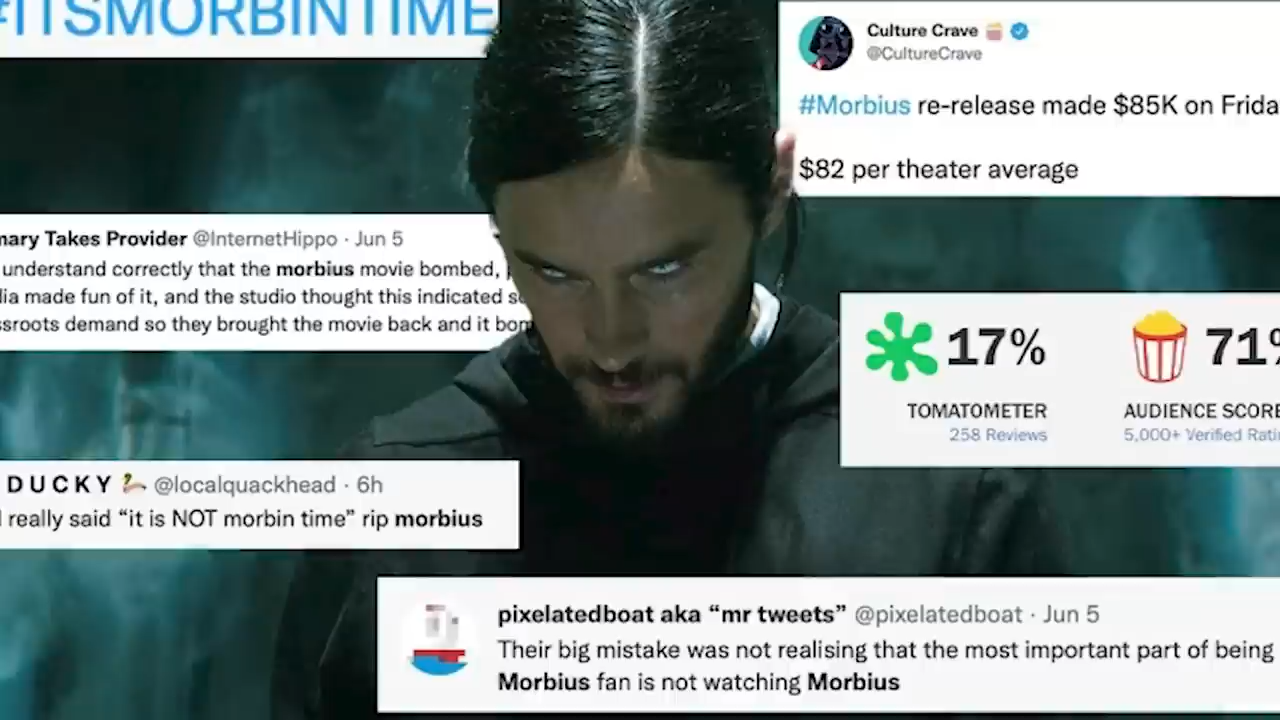 #ITSMORBINTIME
Culture Crave
@CultureCrave
#Morbius re-release made $85K on Frida
$82 per theater average
mary Takes Provider @InternetHippo · Jun 5
understand correctly that the morbius movie bombed,
dia made fun of it, and the studio thought this indicated
ssroots demand so they brought the movie back and it bom
17%
71%
TOMATOMETER
AUDIENCE SCORE
258 Reviews
5,000+ Verified Ratin
DUCKY @localquackhead · 6h
really said “it is NOT morbin time” rip morbius
pixelatedboat aka “mr tweets” @pixelatedboat · Jun 5
Their big mistake was not realising that the most important part of being
Morbius fan is not watching Morbius